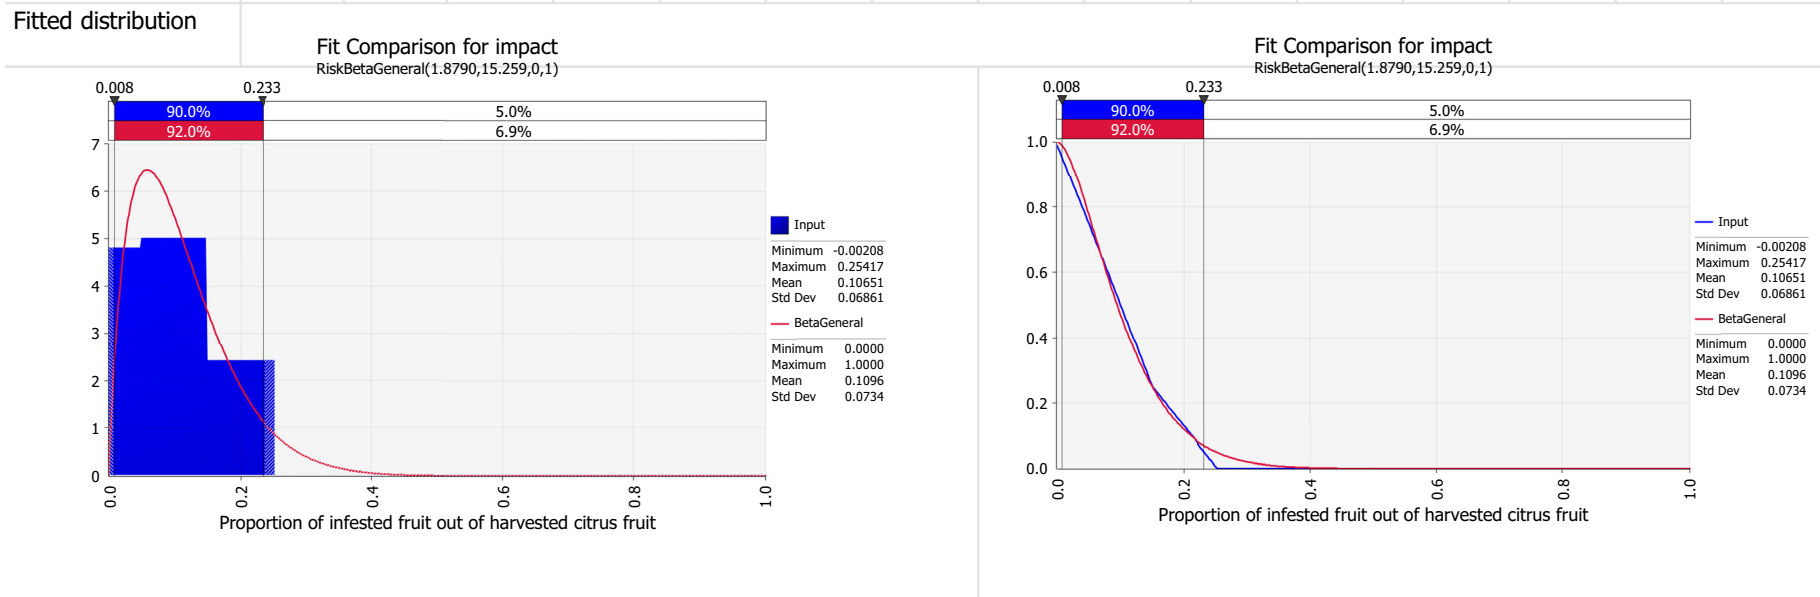 Fitted distribution
Fit Comparison for impact
RiskBetaGeneral(1.8790,15.259,0,1)
0.008 0.233
90.0% 5.0%
92.0% 6.9%
7
6
5
4
3
2
1
0
0.0 0.2 0.4 0.6 0.8 1.0
Proportion of infested fruit out of harvested citrus fruit
Input
Minimum -0.00208
Maximum 0.25417
Mean 0.10651
Std Dev 0.06861
BetaGeneral
Minimum 0.0000
Maximum 1.0000
Mean 0.1096
Std Dev 0.0734
Fit Comparison for impact
RiskBetaGeneral(1.8790,15.259,0,1)
0.008 0.233
90.0% 5.0%
92.0% 6.9%
1.0
0.8
0.6
0.4
0.2
0.0
0.0 0.2 0.4 0.6 0.8 1.0
Proportion of infested fruit out of harvested citrus fruit
Input
Minimum -0.00208
Maximum 0.25417
Mean 0.10651
Std Dev 0.06861
BetaGeneral
Minimum 0.0000
Maximum 1.0000
Mean 0.1096
Std Dev 0.0734